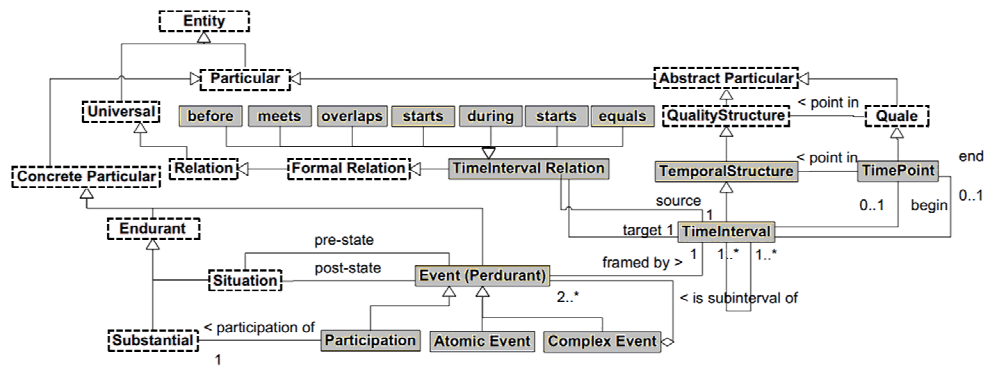 Entity
Particular
Abstract Particular
Universal
before meets overlaps starts during starts equals
< point in
QualityStructure
Quale
Relation
Formal Relation
TimeInterval Relation
Concrete Particular
TemporalStructure
< point in
TimePoint
end
source
1
0..1
begin
0..1
Endurant
target 1
TimeInterval
pre-state
framed by >
1
1..*
1..*
post-state
Situation
Event (Perdurant)
2..*
< is subinterval of
< participation of
Substantial
Participation
Atomic Event
Complex Event
1